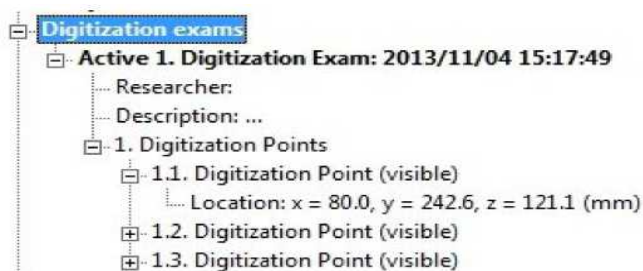 Digitization exams
Active 1. Digitization Exam: 2013/11/04 15:17:49
Researcher:
Description: ...
1. Digitization Points
1.1. Digitization Point (visible)
Location: x = 80.0, y = 242.6, z = 121.1 (mm)
1.2. Digitization Point (visible)
1.3. Digitization Point (visible)